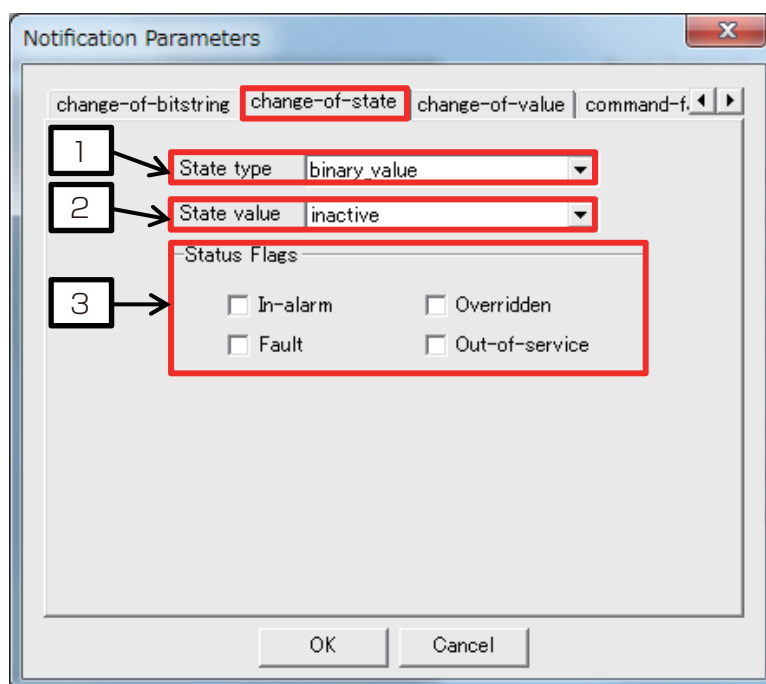 Notification Parameters
x
change-of-bitstring change-of-state change-of-value command-f.
1
State type binary_value
2
State value inactive
Status Flags
3
In-alarm Overridden
Fault Out-of-service
OK Cancel